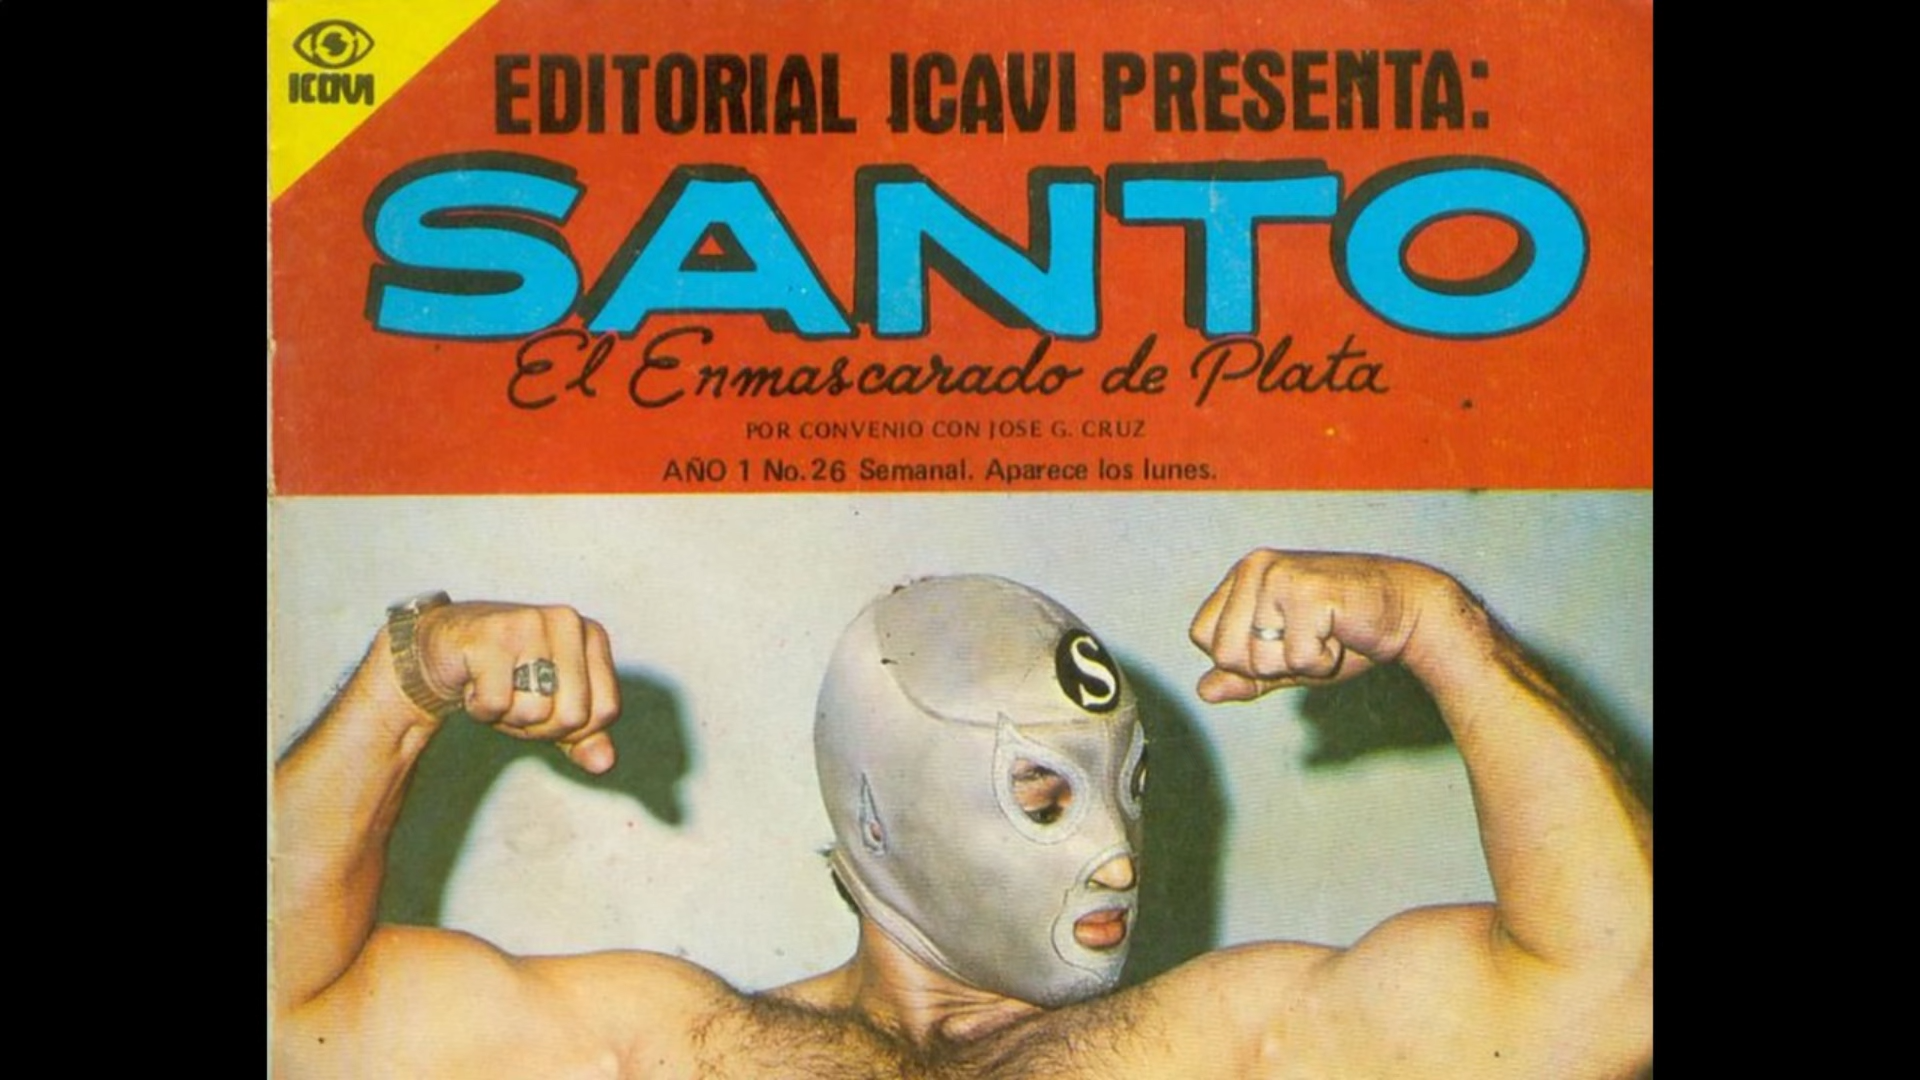 ICAVI
EDITORIAL ICAVI PRESENTA:
SANTO
El Enmascarado de Plata
POR CONVENIO CON JOSE G. CRUZ
AÑO 1 No. 26 Semanal. Aparece los lunes.
S